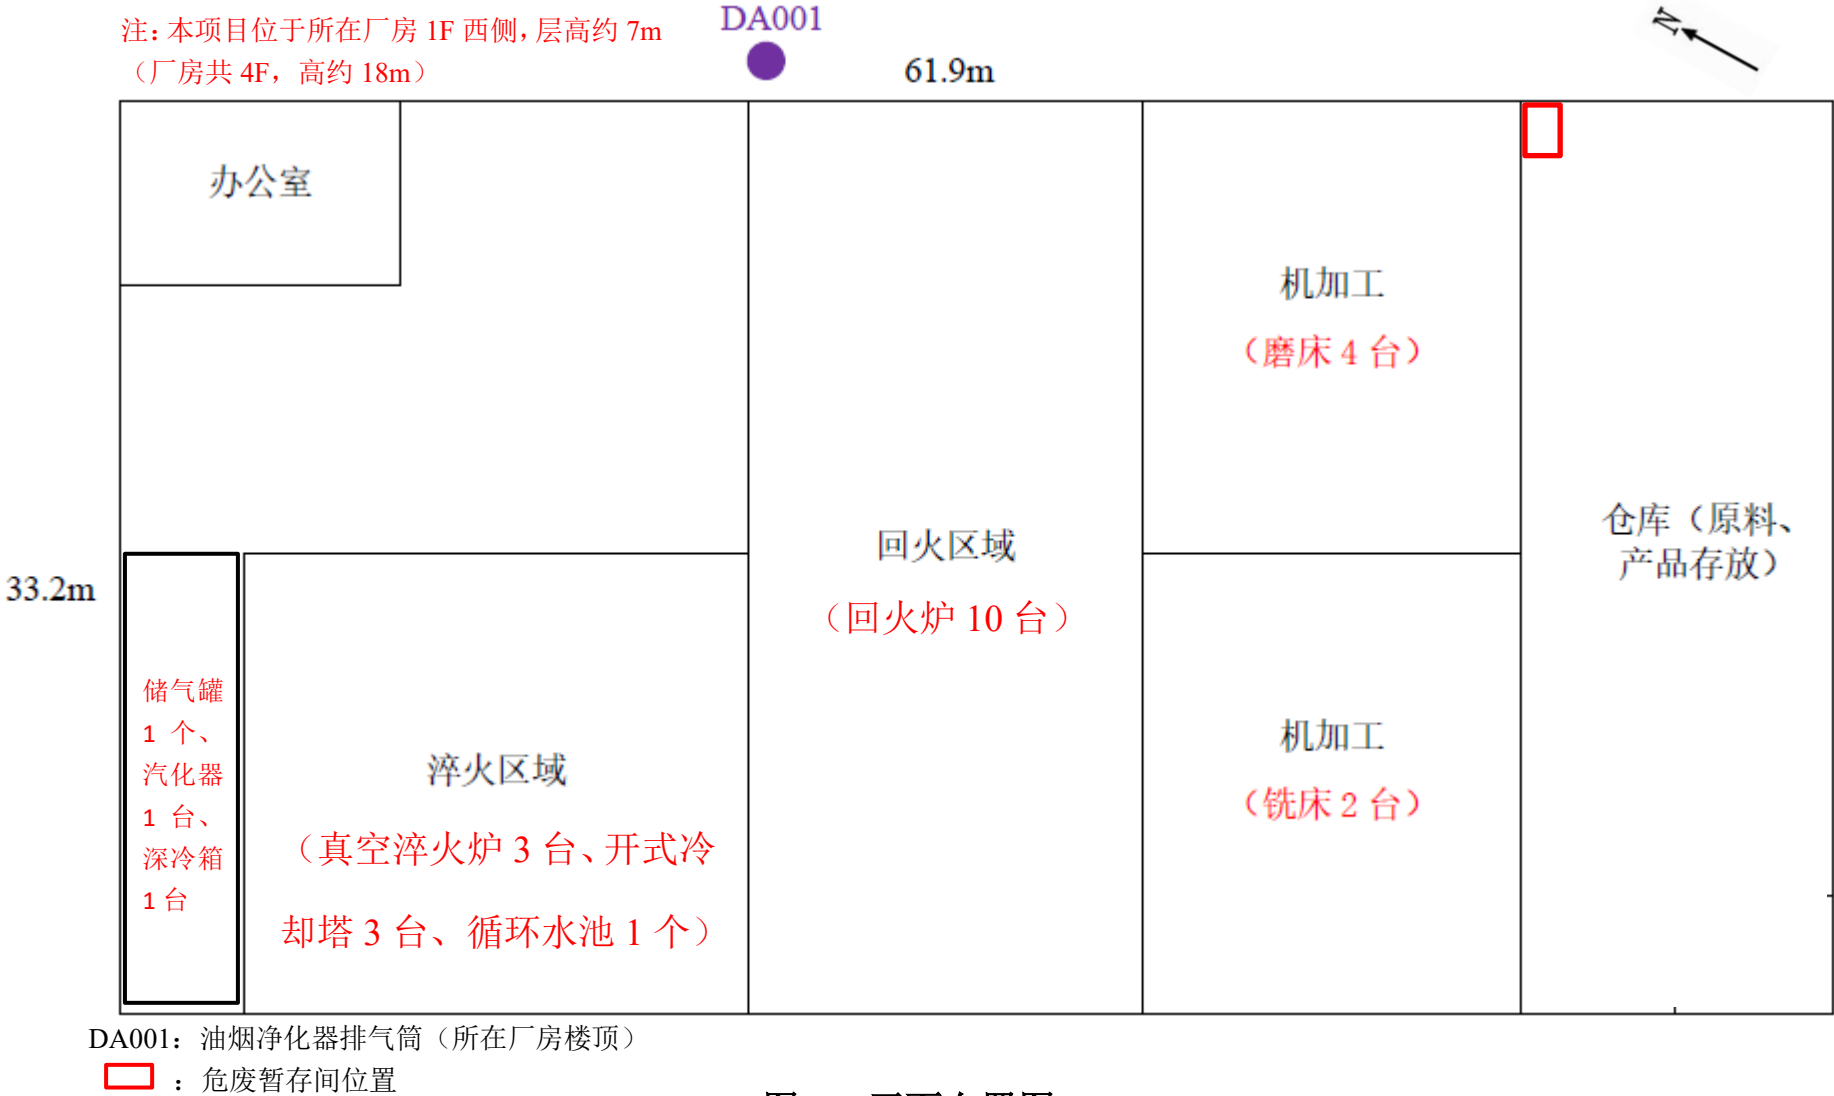 注：本项目位于所在厂房 1F 西侧，层高约 7m
（厂房共 4F，高约 18m）
DA001
61.9m
N
办公室
机加工
（磨床 4 台）
回火区域
（回火炉 10 台）
仓库（原料、
产品存放）
33.2m
储气罐
1 个、
汽化器
1 台、
深冷箱
1 台
淬火区域
（真空淬火炉 3 台、开式冷
却塔 3 台、循环水池 1 个）
机加工
（铣床 2 台）
DA001：油烟净化器排气筒（所在厂房楼顶）
：危废暂存间位置